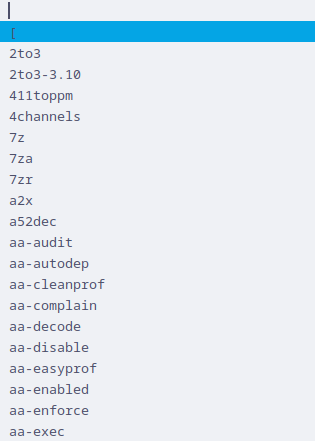 [
2to3
2to3-3.10
411toppm
4channels
7z
7za
7zr
a2x
a52dec
aa-audit
aa-autodep
aa-cleanprof
aa-complain
aa-decode
aa-disable
aa-easyprof
aa-enabled
aa-enforce
aa-exec